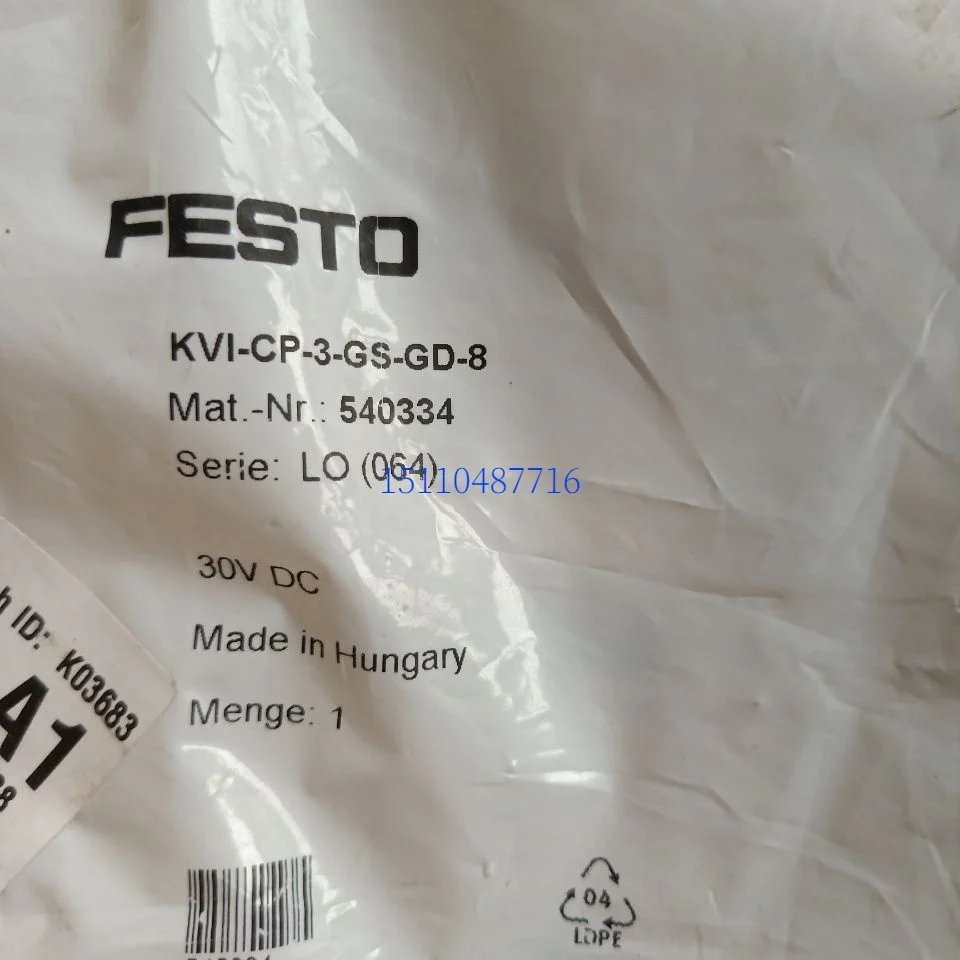 FESTO
KVI-CP-3-GS-GD-8
Mat.-Nr.: 540334
Serie: LO (064)
15110487716
30V DC
Made in Hungary
Menge: 1
ID: K03683
A1
04
LDPE